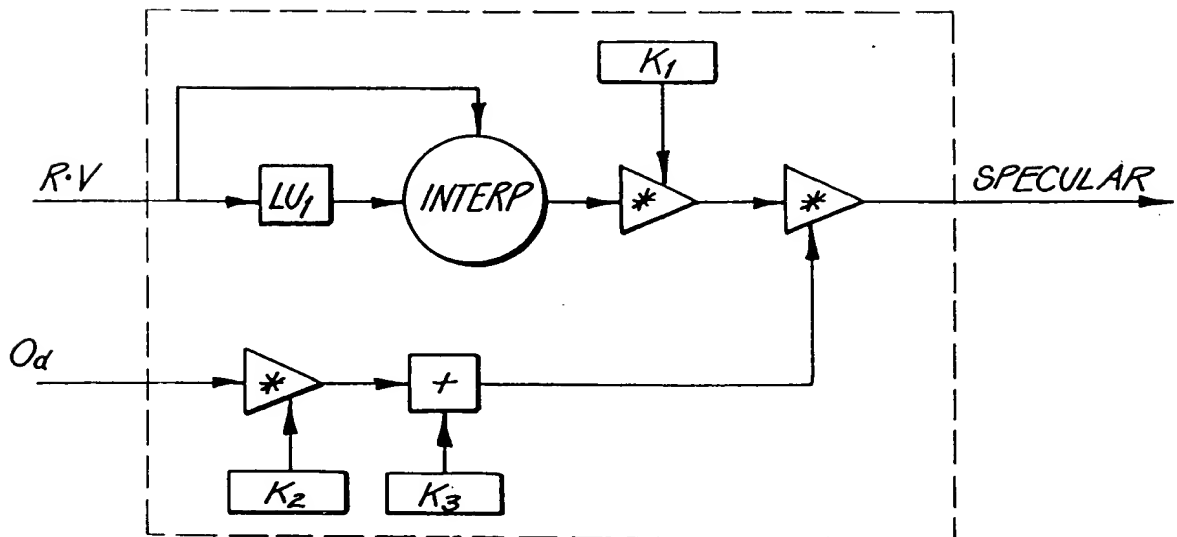 K₁
R·V
LU₁
INTERP
*
*
SPECULAR
Od
*
+
K₂
K₃